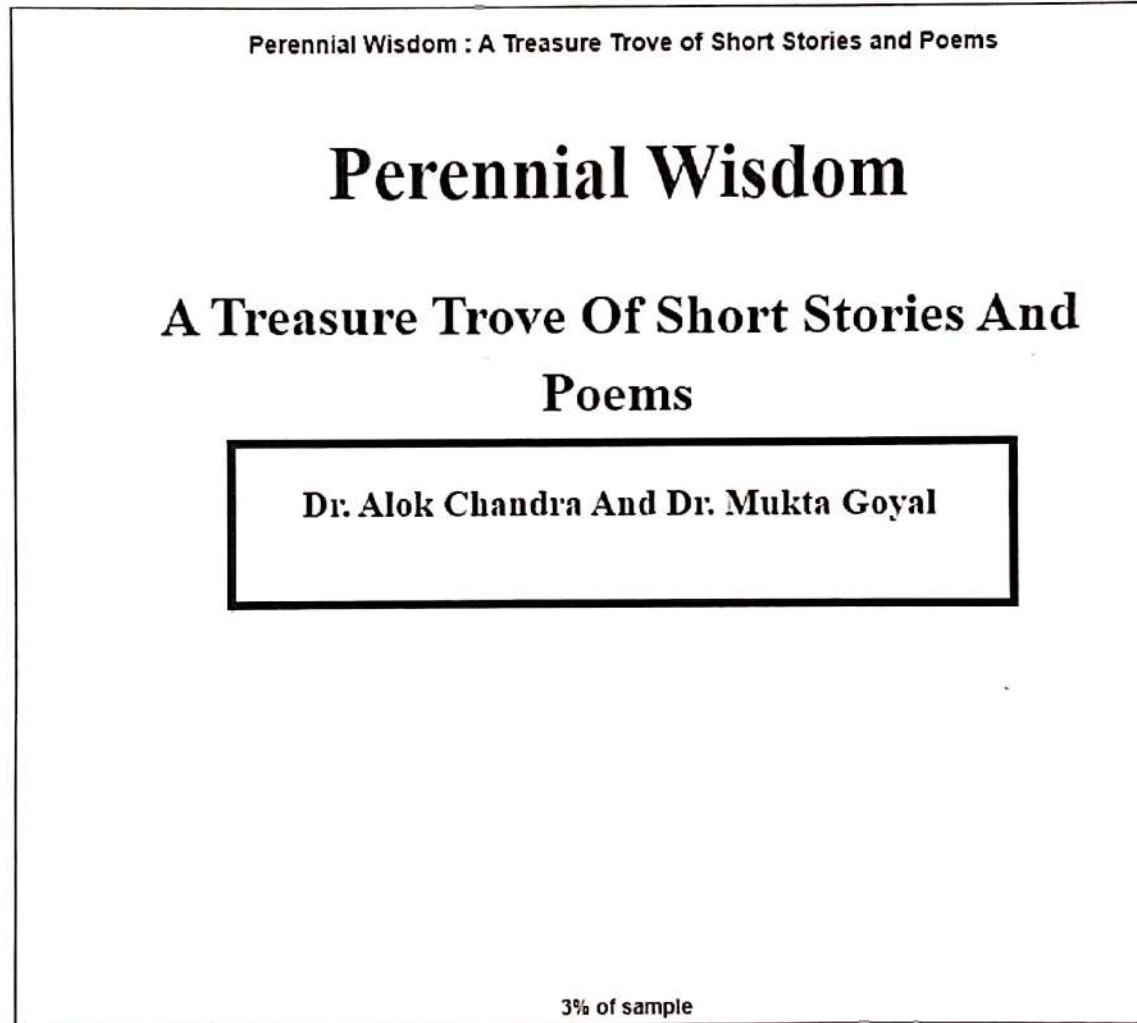 Perennial Wisdom : A Treasure Trove of Short Stories and Poems
Perennial Wisdom
A Treasure Trove Of Short Stories And
Poems
Dr. Alok Chandra And Dr. Mukta Goyal
3% of sample